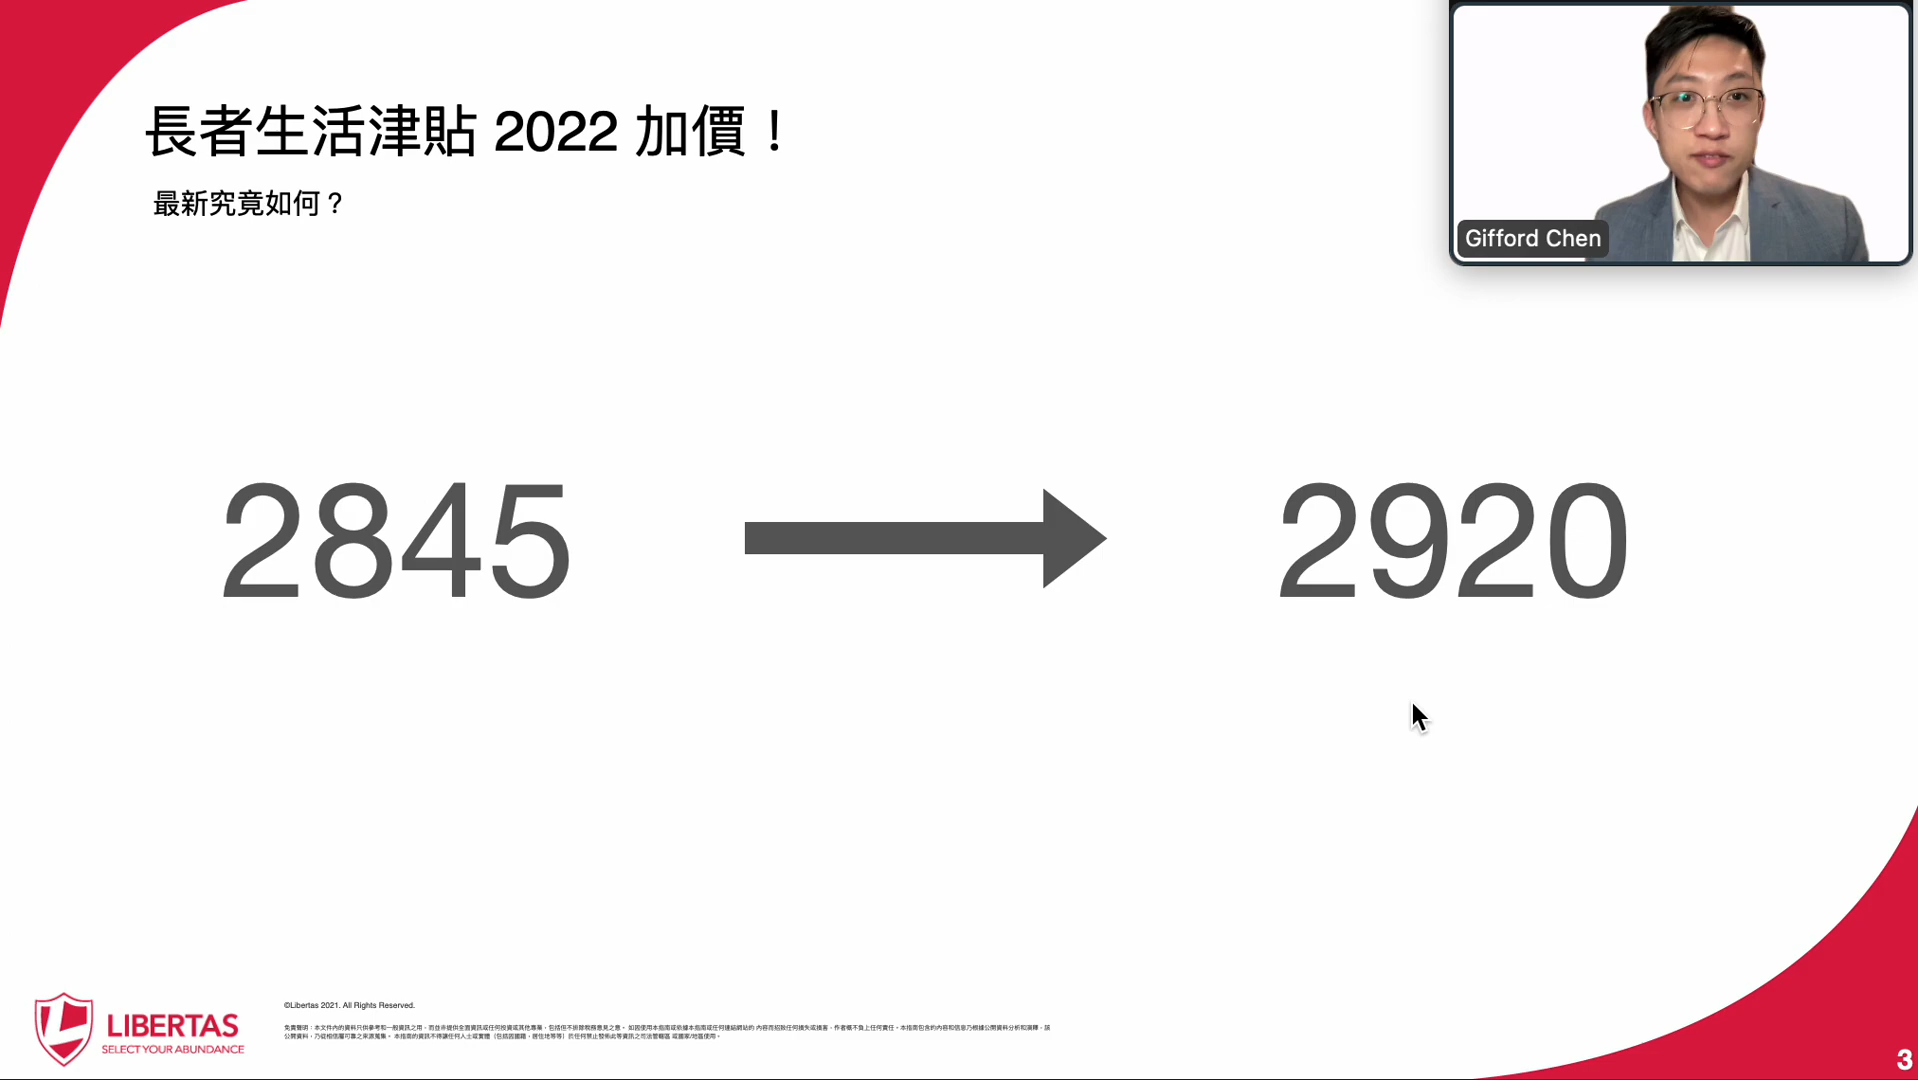 長者生活津貼 2022 加價！
最新究竟如何？
Gifford Chen
2845
2920
LIBERTAS
SELECT YOUR ABUNDANCE
©Libertas 2021. All Rights Reserved.
3